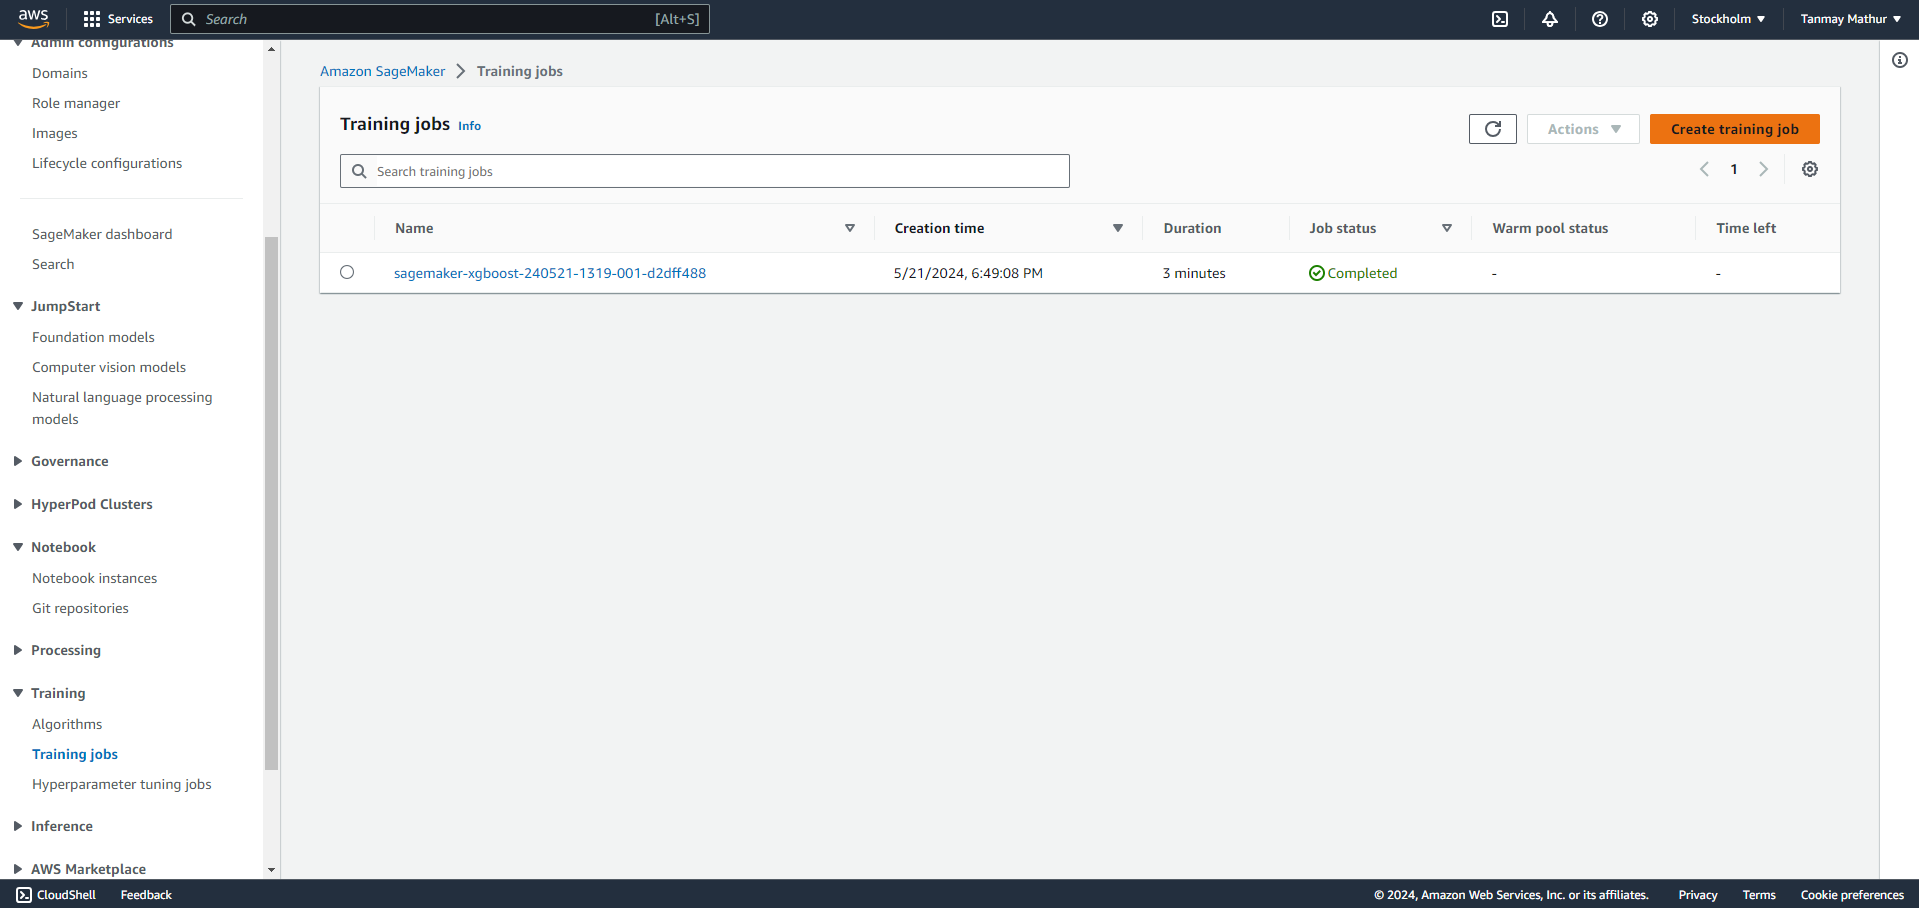 aws
Services
Search
[Alt+S]
Stockholm
Tanmay Mathur
Admin configurations
Domains
Role manager
Images
Lifecycle configurations
SageMaker dashboard
Search
JumpStart
Foundation models
Computer vision models
Natural language processing
models
Governance
HyperPod Clusters
Notebook
Notebook instances
Git repositories
Processing
Training
Algorithms
Training jobs
Hyperparameter tuning jobs
Inference
AWS Marketplace
Amazon SageMaker
Training jobs
Training jobs Info
Actions
Create training job
Search training jobs
1
Name Creation time Duration Job status Warm pool status Time left
sagemaker-xgboost-240521-1319-001-d2dff488 5/21/2024, 6:49:08 PM 3 minutes Completed - -
CloudShell Feedback
© 2024, Amazon Web Services, Inc. or its affiliates. Privacy Terms Cookie preferences